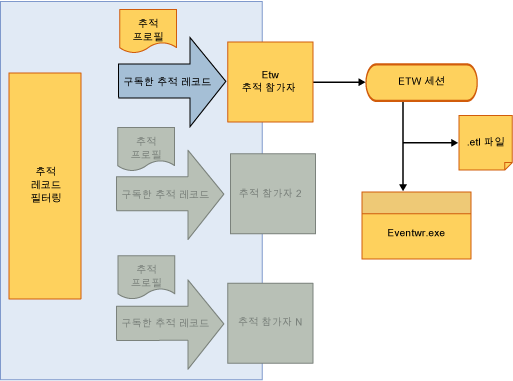 추적
프로필
구독한 추적 레코드
Etw
추적 참가자
ETW 세션
.etl 파일
Eventwr.exe
추적
레코드
필터링
추적
프로필
구독한 추적 레코드
추적 참가자 2
추적
프로필
구독한 추적 레코드
추적 참가자 N